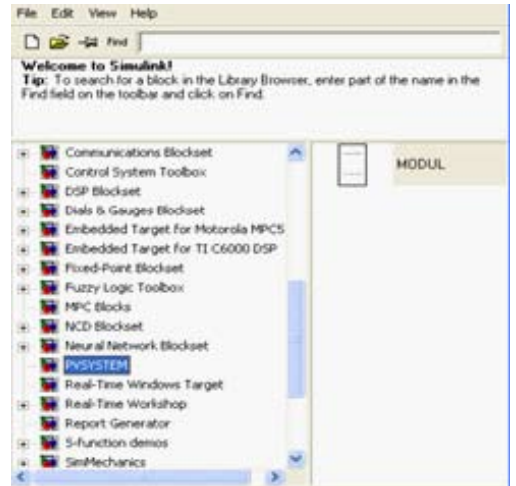 File Edit View Help
Find
Welcome to Simulink!
Tip: To search for a block in the Library Browser, enter part of the name in the
Find field on the toolbar and click on Find
Communications Blockset
Control System Toolbox
DSP Blockset
Dials & Gauges Blockset
Embedded Target for Motorola MPC5
Embedded Target for TI C6000 DSP
Fixed-Point Blockset
Fuzzy Logic Toolbox
MPC Blocks
NCD Blockset
Neural Network Blockset
PVSYSTEM
Real-Time Windows Target
Real-Time Workshop
Report Generator
S-function demos
SimMechanics
MODUL